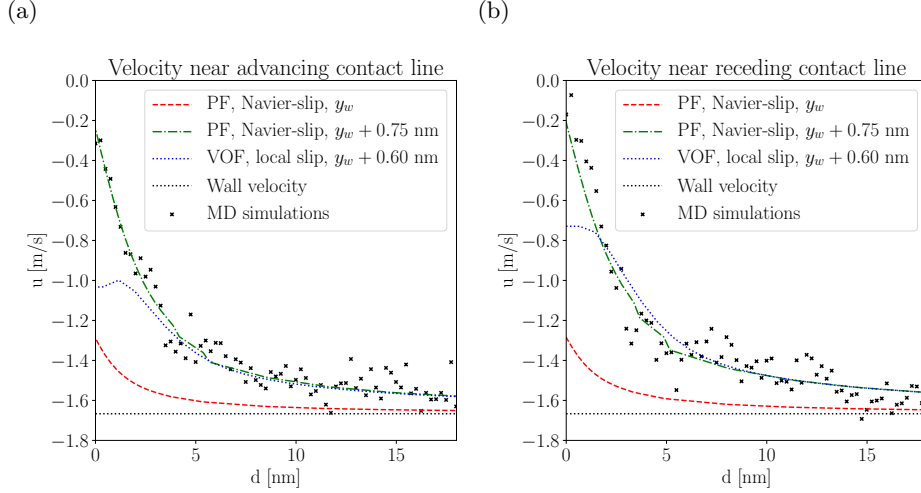 (a)
Velocity near advancing contact line
0.0
−0.2
−0.4
−0.6
−0.8
−1.0
−1.2
−1.4
−1.6
−1.8
u [m/s]
PF, Navier-slip, y_w
PF, Navier-slip, y_w + 0.75 nm
VOF, local slip, y_w + 0.60 nm
Wall velocity
MD simulations
0 5 10 15
d [nm]
(b)
Velocity near receding contact line
0.0
−0.2
−0.4
−0.6
−0.8
−1.0
−1.2
−1.4
−1.6
−1.8
u [m/s]
PF, Navier-slip, y_w
PF, Navier-slip, y_w + 0.75 nm
VOF, local slip, y_w + 0.60 nm
Wall velocity
MD simulations
0 5 10 15
d [nm]